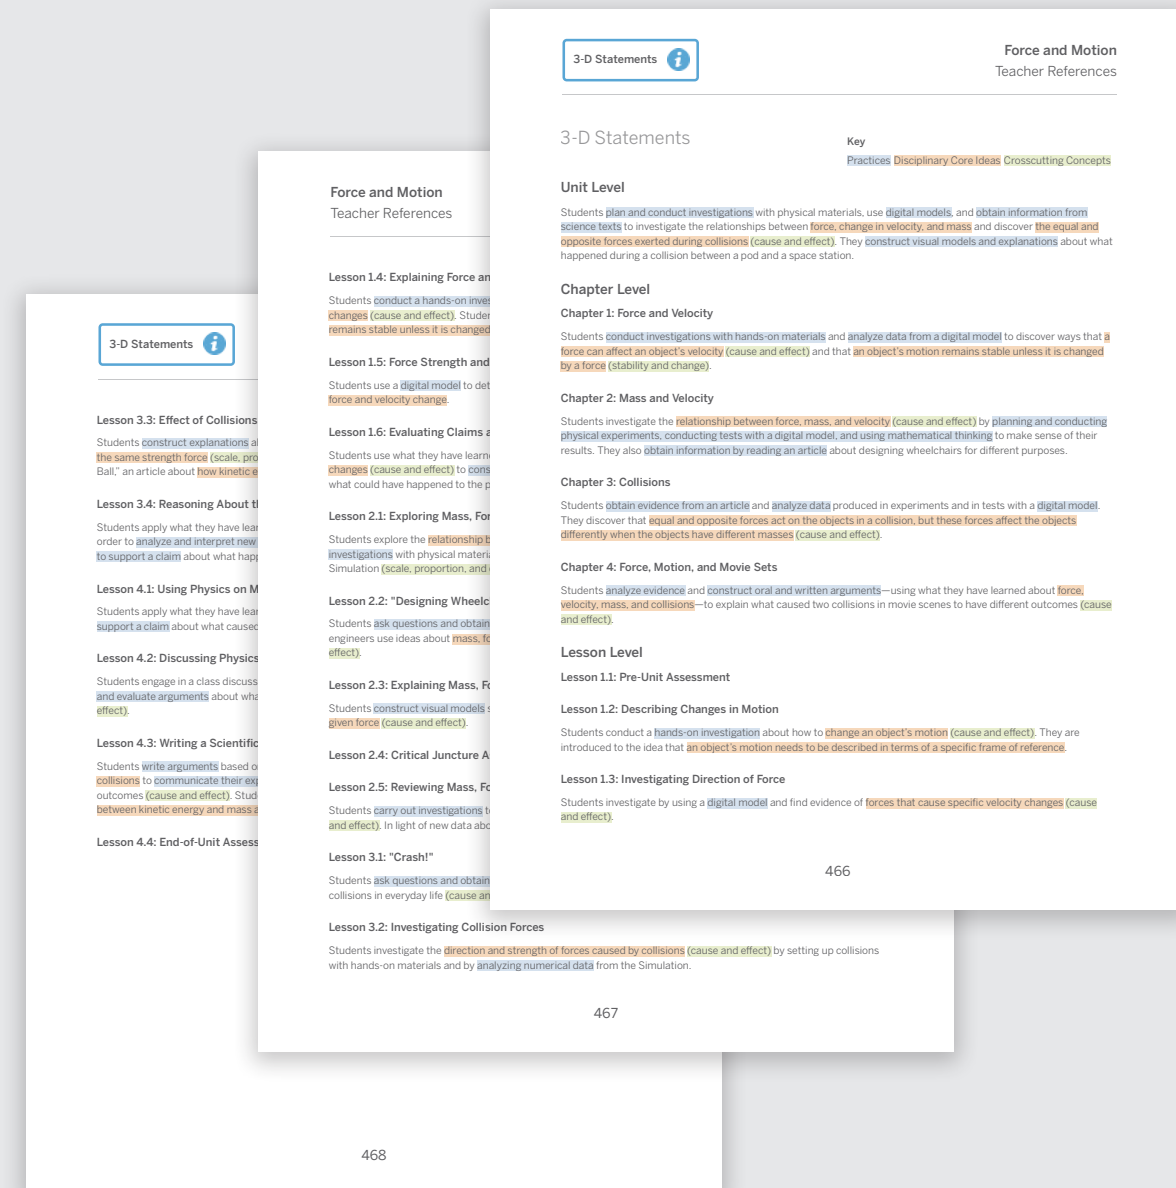 3-D Statements
Force and Motion
Teacher References
3-D Statements
Key
Practices Disciplinary Core Ideas Crosscutting Concepts
Unit Level
Students plan and conduct investigations with physical materials, use digital models, and obtain information from
science texts to investigate the relationships between force, change in velocity, and mass and discover the equal and
opposite forces exerted during collisions (cause and effect). They construct visual models and explanations about what
happened during a collision between a pod and a space station.
Chapter Level
Chapter 1: Force and Velocity
Students conduct investigations with hands-on materials and analyze data from a digital model to discover ways that a
force can affect an object's velocity (cause and effect) and that an object's motion remains stable unless it is changed
by a force (stability and change).
Chapter 2: Mass and Velocity
Students investigate the relationship between force, mass, and velocity (cause and effect) by planning and conducting
physical experiments, conducting tests with a digital model, and using mathematical thinking to make sense of their
results. They also obtain information by reading an article about designing wheelchairs for different purposes.
Chapter 3: Collisions
Students obtain evidence from an article and analyze data produced in experiments and in tests with a digital model.
They discover that equal and opposite forces act on the objects in a collision, but these forces affect the objects
differently when the objects have different masses (cause and effect).
Chapter 4: Force, Motion, and Movie Sets
Students analyze evidence and construct oral and written arguments—using what they have learned about force,
velocity, mass, and collisions—to explain what caused two collisions in movie scenes to have different outcomes (cause
and effect).
Lesson Level
Lesson 1.1: Pre-Unit Assessment
Lesson 1.2: Describing Changes in Motion
Students conduct a hands-on investigation about how to change an object's motion (cause and effect). They are
introduced to the idea that an object's motion needs to be described in terms of a specific frame of reference.
Lesson 1.3: Investigating Direction of Force
Students investigate by using a digital model and find evidence of forces that cause specific velocity changes (cause
and effect).
466
Force and Motion
Teacher References
Lesson 1.4: Explaining Force
Students conduct a hands-on
changes (cause and effect).
remains stable unless it is changed
Lesson 1.5: Force Strength and
Students use a digital model to
force and velocity change.
Lesson 1.6: Evaluating Claims
Students use what they have
changes (cause and effect) to
what could have happened to the
Lesson 2.1: Exploring Mass,
Students explore the relationship
investigations with physical
Simulation (scale, proportion, and
Lesson 2.2: "Designing
Students ask questions and obtain
engineers use ideas about mass,
effect).
Lesson 2.3: Explaining Mass,
Students construct visual models
given force (cause and effect).
Lesson 2.4: Critical Juncture
Lesson 2.5: Reviewing Mass,
Students carry out investigations
and effect). In light of new data
Lesson 3.1: "Crash!"
Students ask questions and obtain
collisions in everyday life (cause
Lesson 3.2: Investigating Collision Forces
Students investigate the direction and strength of forces caused by collisions (cause and effect) by setting up collisions
with hands-on materials and by analyzing numerical data from the Simulation.
467
3-D Statements
Lesson 3.3: Effect of Collisions
Students construct explanations
the same strength force (scale,
Ball," an article about how kinetic
Lesson 3.4: Reasoning About
Students apply what they have
order to analyze and interpret new
to support a claim about what
Lesson 4.1: Using Physics on
Students apply what they have
support a claim about what caused
Lesson 4.2: Discussing Physics
Students engage in a class
and evaluate arguments about
effect).
Lesson 4.3: Writing a
Students write arguments based
collisions to communicate their
outcomes (cause and effect).
between kinetic energy and mass
Lesson 4.4: End-of-Unit
468